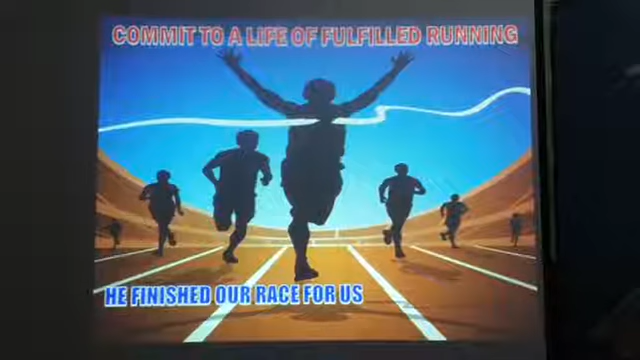 COMMIT TO A LIFE OF FULFILLED RUNNING
HE FINISHED OUR RACE FOR US